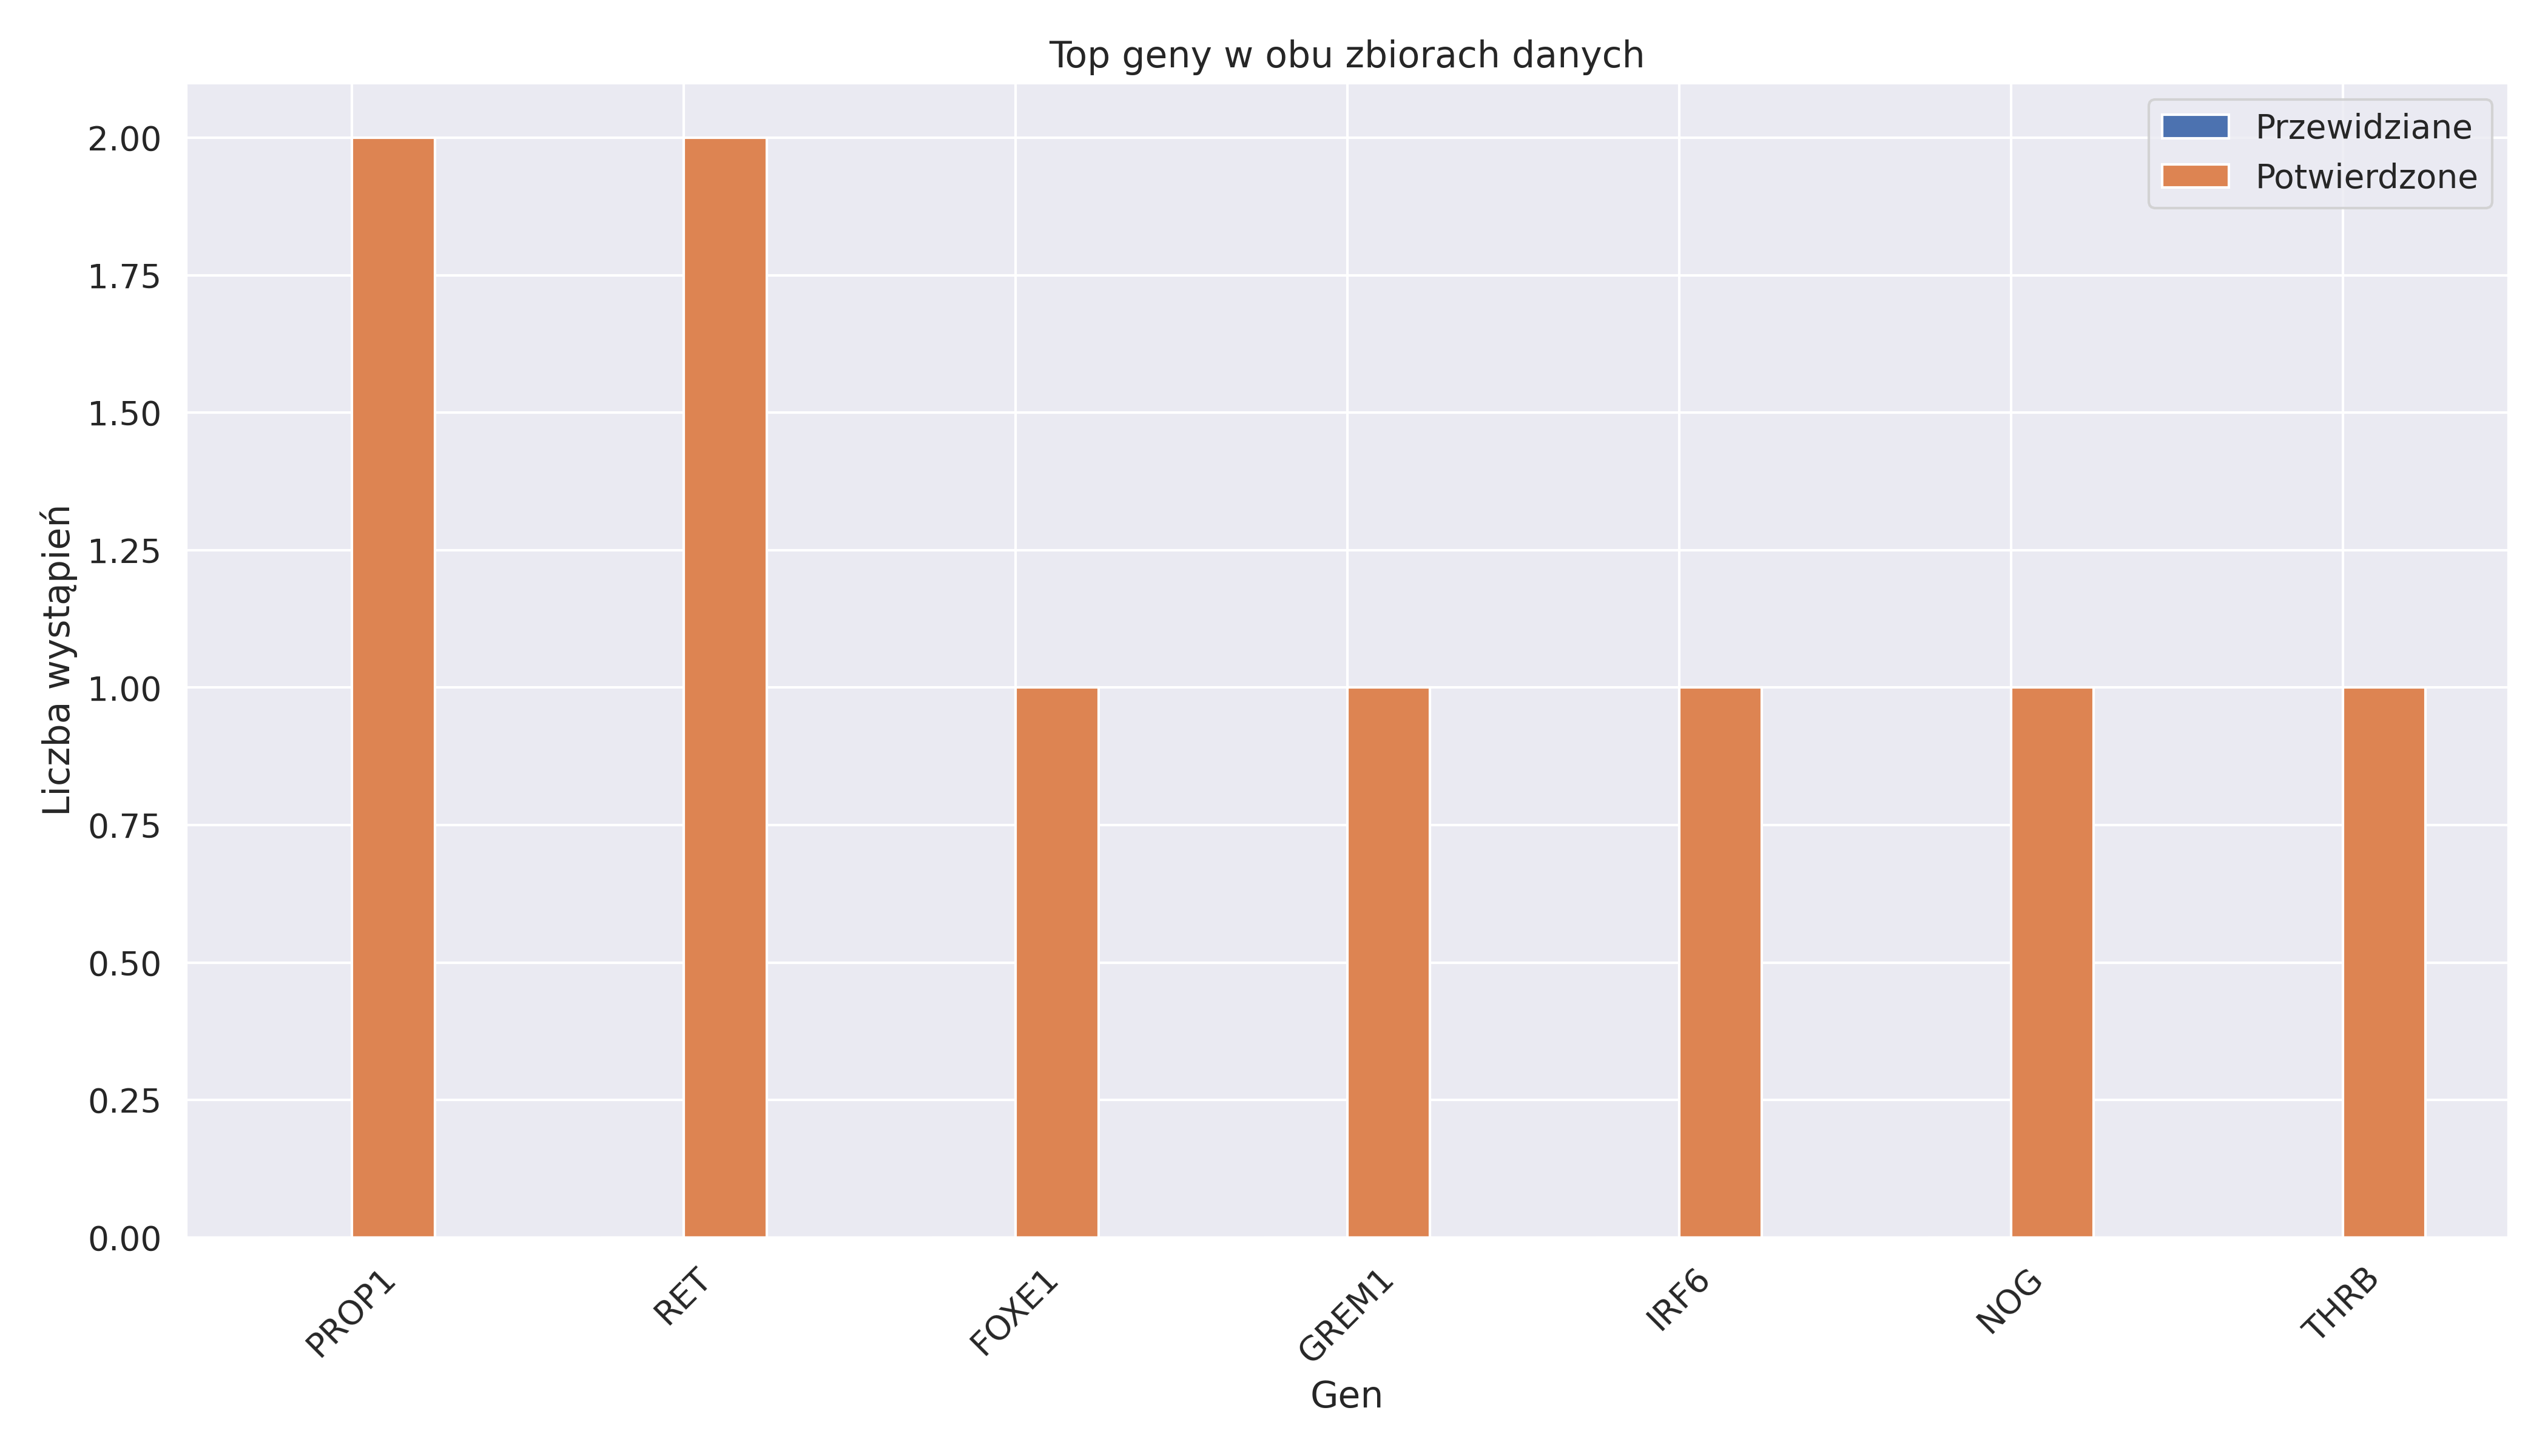 Top geny w obu zbiorach danych
Przewidziane
Potwierdzone
Liczba wystąpień
2.00
1.75
1.50
1.25
1.00
0.75
0.50
0.25
0.00
PROP1
RET
FOXE1
GREM1
IRF6
NOG
THRB
Gen